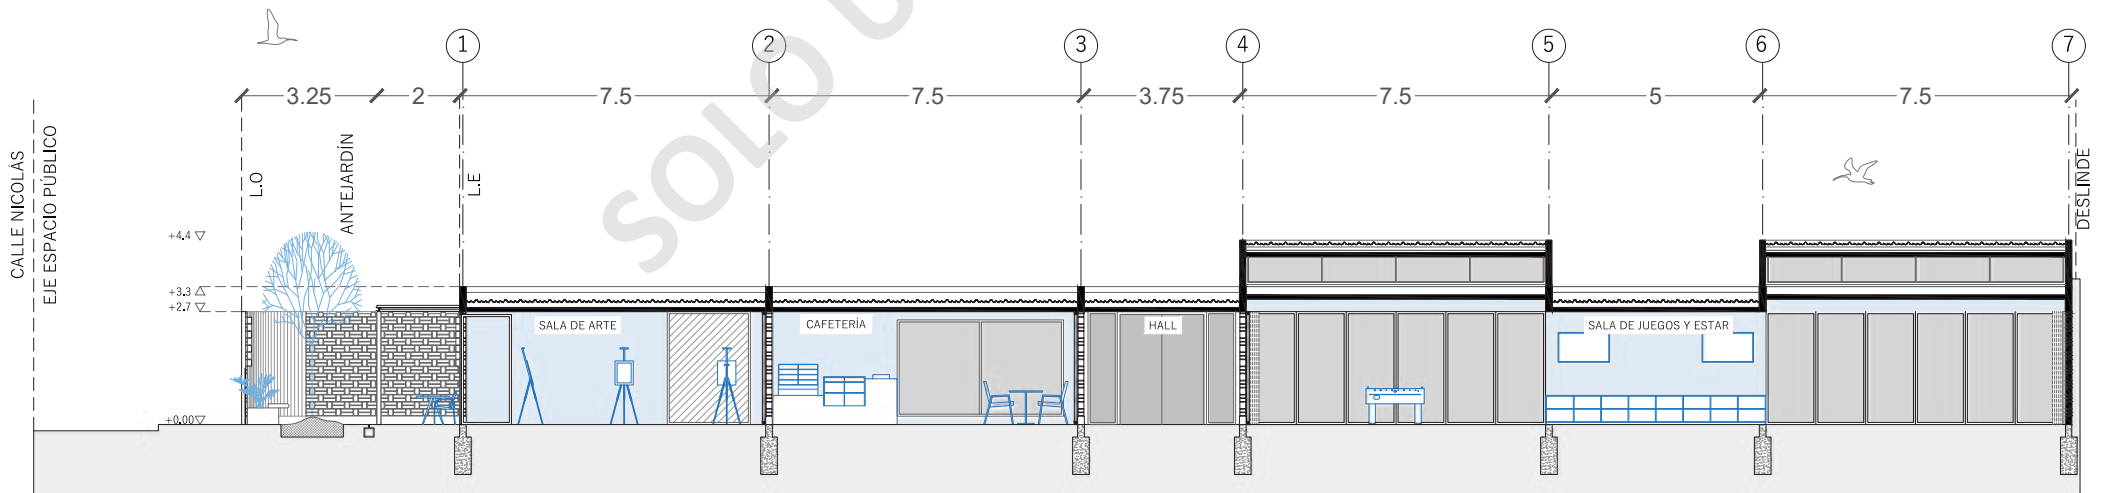 1 2 3 4 5 6 7
3.25 2 7.5 7.5 3.75 7.5 5 7.5
CALLE NICOLÁS
EJE ESPACIO PÚBLICO
L.O
ANTEJARDÍN
L.E
DESLINDE
SOLO U
+4.4
+3.3
+2.7
+0.00
SALA DE ARTE
CAFETERÍA
HALL
SALA DE JUEGOS Y ESTAR